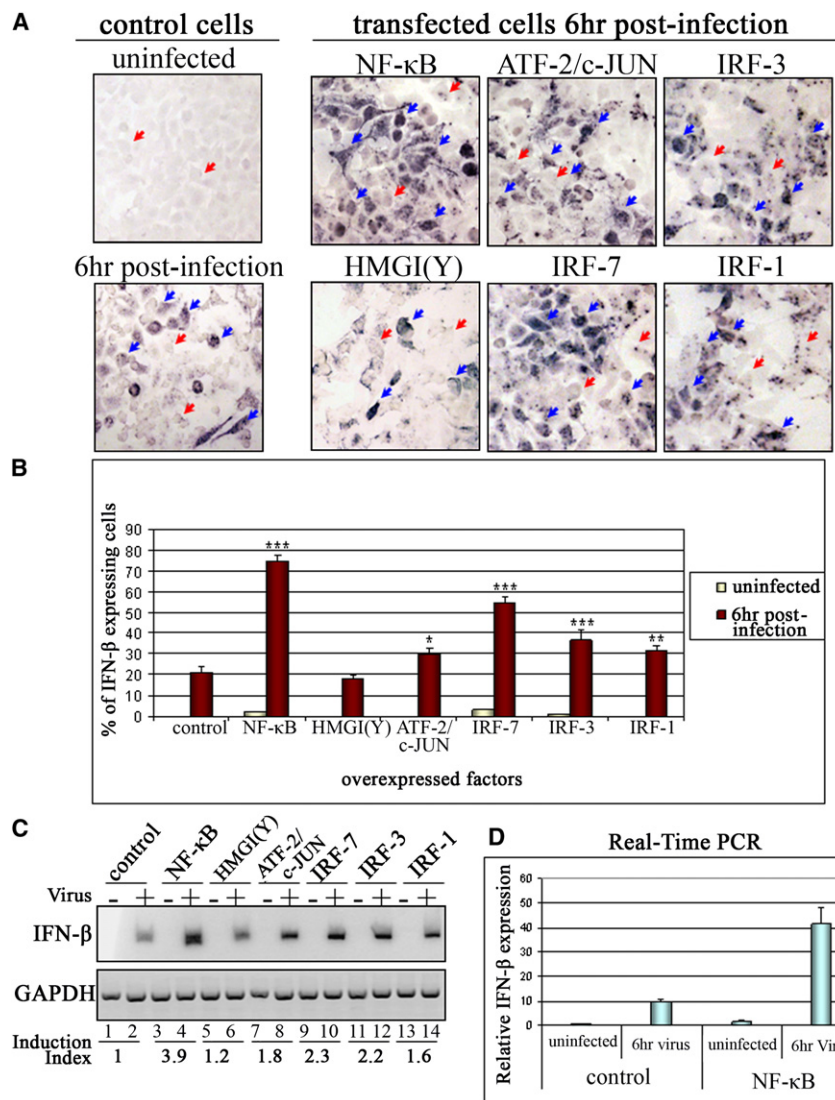 A
control cells
transfected cells 6hr post-infection
uninfected
NF-κB
ATF-2/c-JUN
IRF-3
6hr post-infection
HMGI(Y)
IRF-7
IRF-1
B
% of IFN-β expressing cells
90
80
70
60
50
40
30
20
10
0
***
*
***
***
**
control
NF-κB
HMGI(Y)
ATF-2/
c-JUN
IRF-7
IRF-3
IRF-1
overexpressed factors
uninfected
6hr post-
infection
C
control
NF-κB
HMGI(Y)
ATF-2/
c-JUN
IRF-7
IRF-3
IRF-1
Virus - + - + - + - + - + - + - +
IFN-β
GAPDH
1 2 3 4 5 6 7 8 9 10 11 12 13 14
Induction
Index 1 3.9 1.2 1.8 2.3 2.2 1.6
D
Real-Time PCR
Relative IFN-β expression
60
50
40
30
20
10
0
uninfected
6hr virus
uninfected
6hr Vir
control
NF-κB